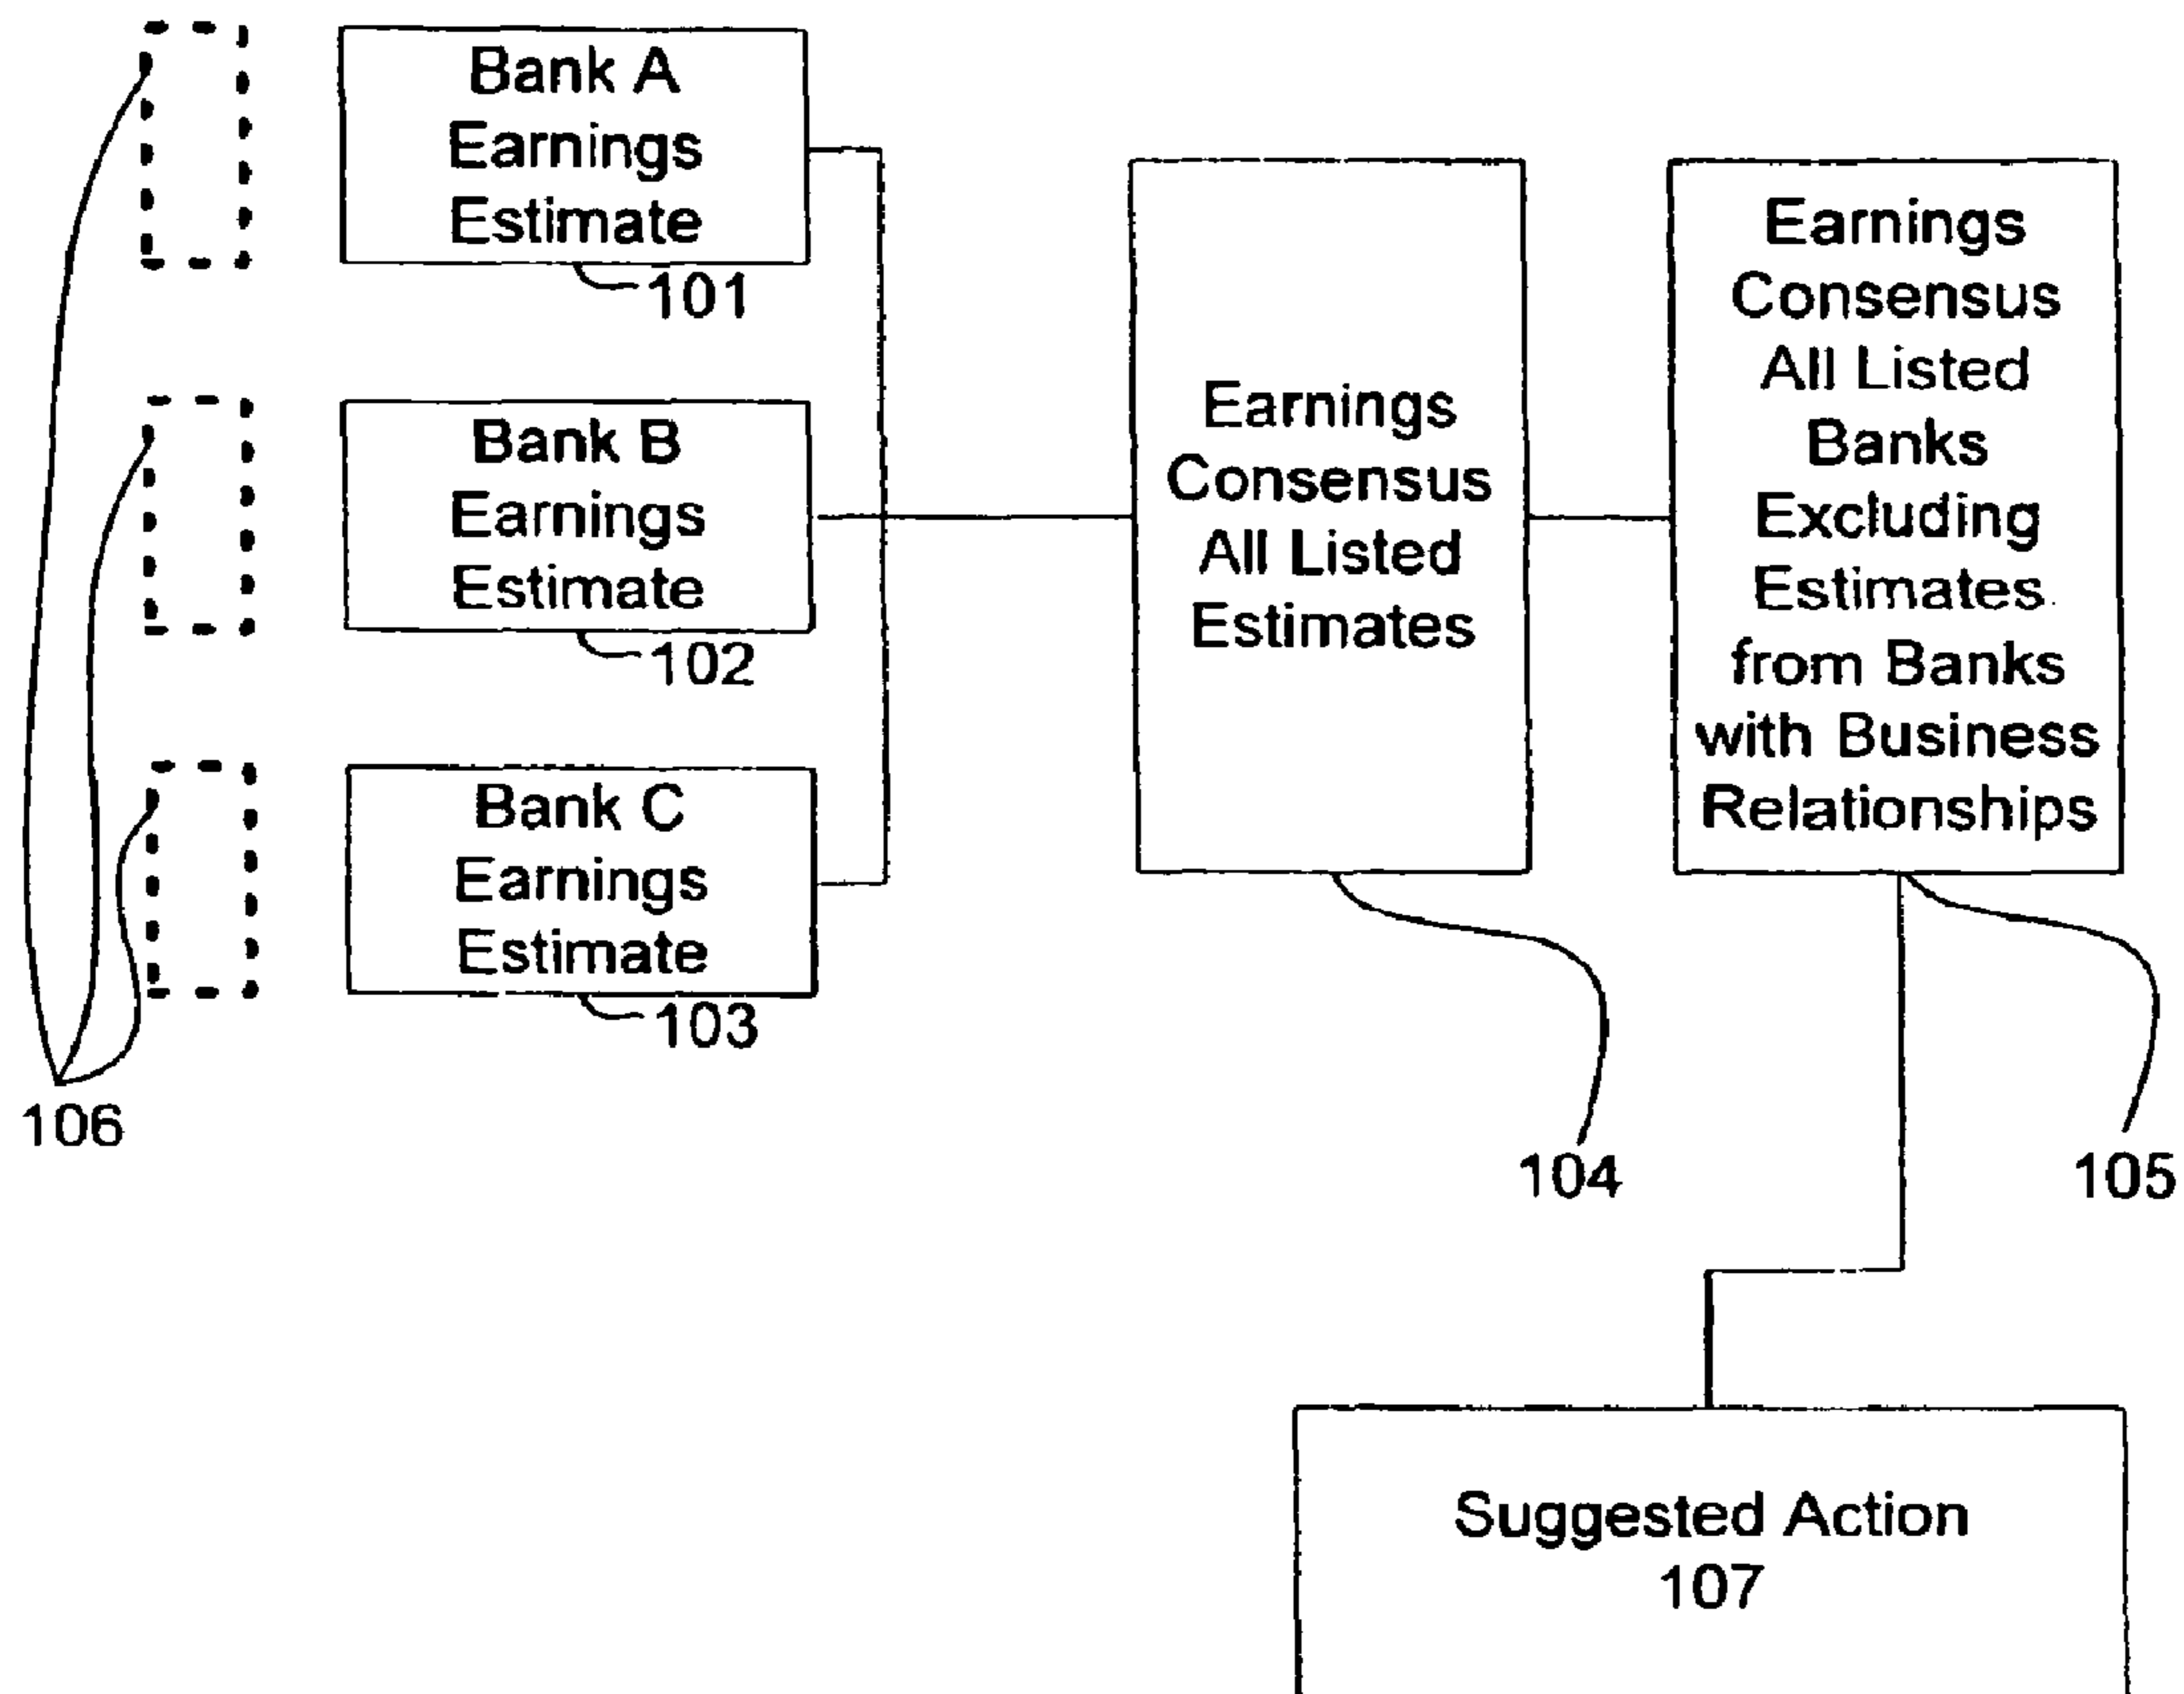 Bank A
Earnings
Estimate
101
Bank B
Earnings
Estimate
102
Bank C
Earnings
Estimate
103
106
Earnings
Consensus
All Listed
Estimates
104
Earnings
Consensus
All Listed
Banks
Excluding
Estimates
from Banks
with Business
Relationships
105
Suggested Action
107